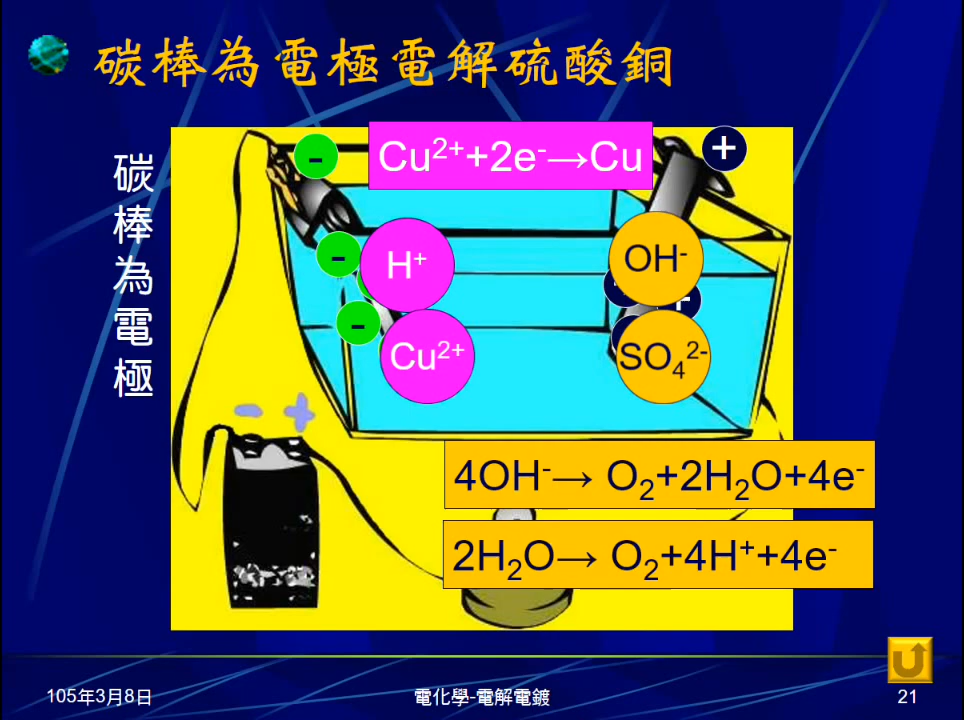 碳棒為電極電解硫酸銅
碳棒為電極
-
Cu²⁺+2e⁻→Cu
+
-
H⁺
OH⁻
+
-
Cu²⁺
SO₄²⁻
- +
4OH⁻→ O₂+2H₂O+4e⁻
2H₂O→ O₂+4H⁺+4e⁻
105年3月8日
電化學-電解電鍍
21